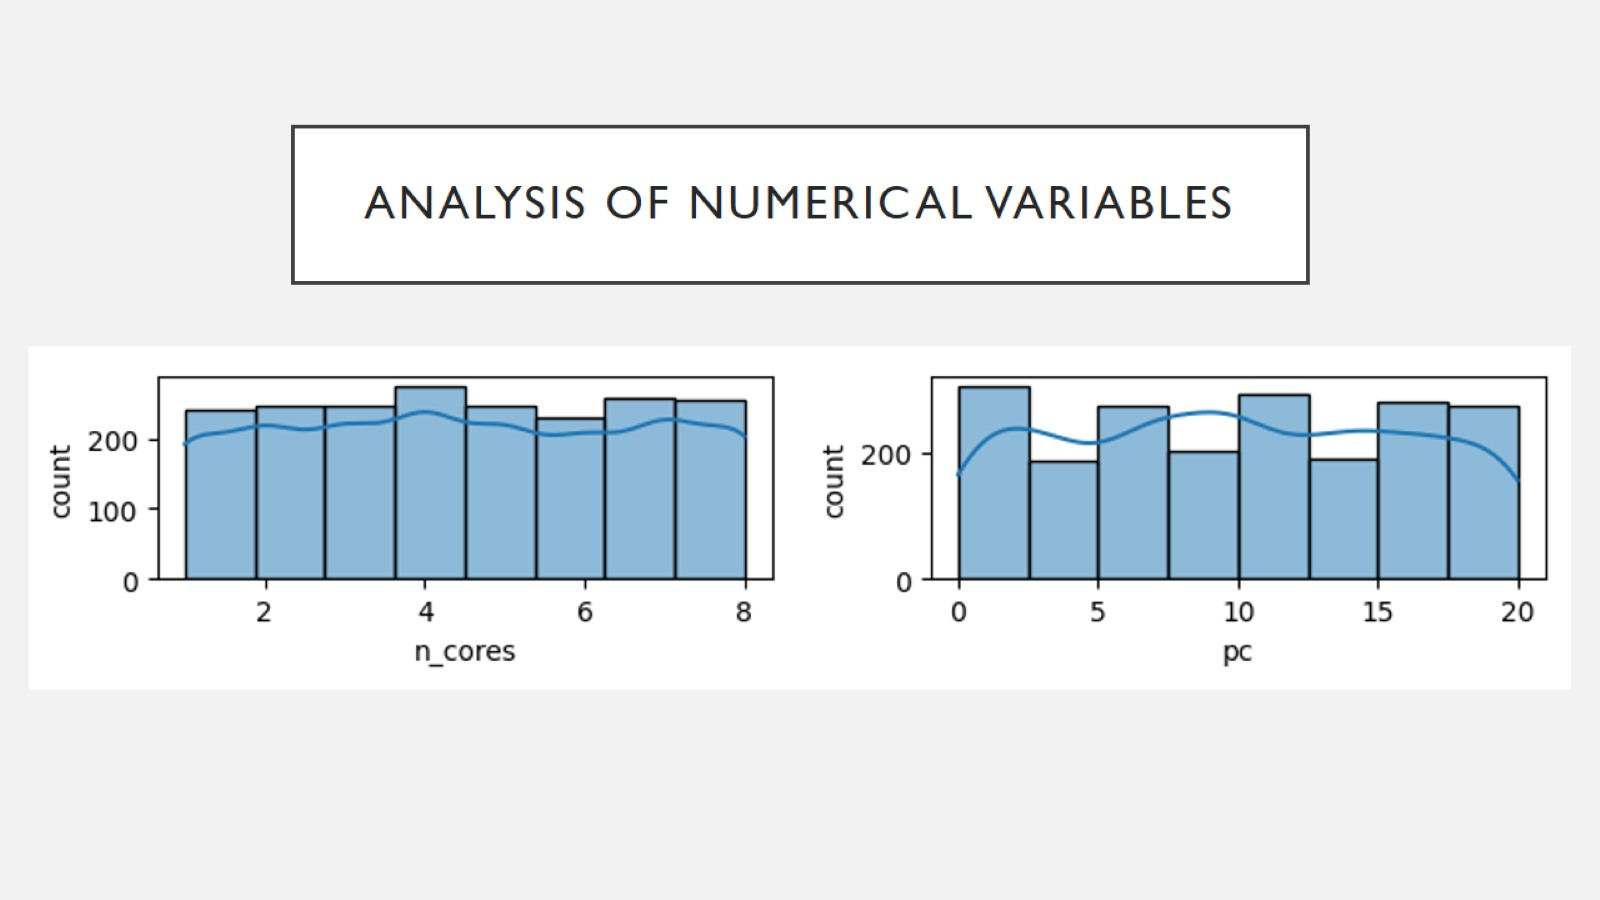 ANALYSIS OF NUMERICAL VARIABLES
count
200
100
0
2 4 6 8
n_cores
count
200
0
0 5 10 15 20
pc